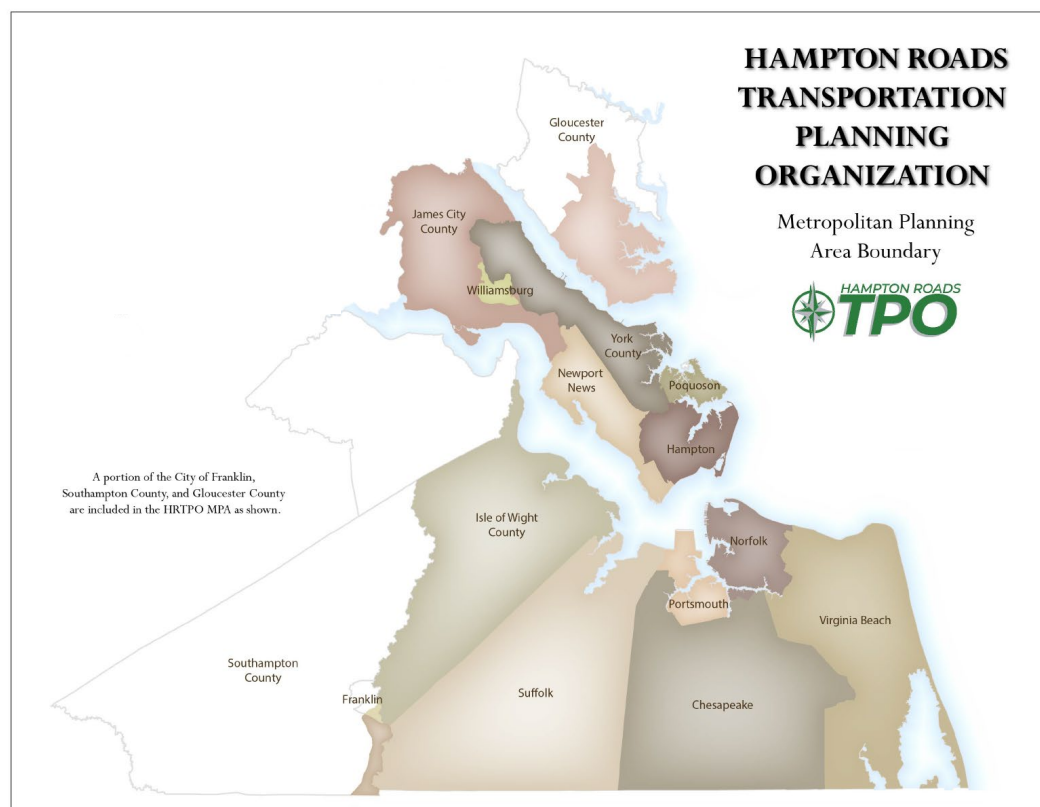 HAMPTON ROADS
TRANSPORTATION
PLANNING
ORGANIZATION
Metropolitan Planning
Area Boundary
HAMPTON ROADS
TPO
Gloucester
County
James City
County
Williamsburg
York
County
Newport
News
Poquoson
Hampton
A portion of the City of Franklin,
Southampton County, and Gloucester County
are included in the HRTPO MPA as shown.
Isle of Wight
County
Norfolk
Portsmouth
Virginia Beach
Southampton
County
Franklin
Suffolk
Chesapeake